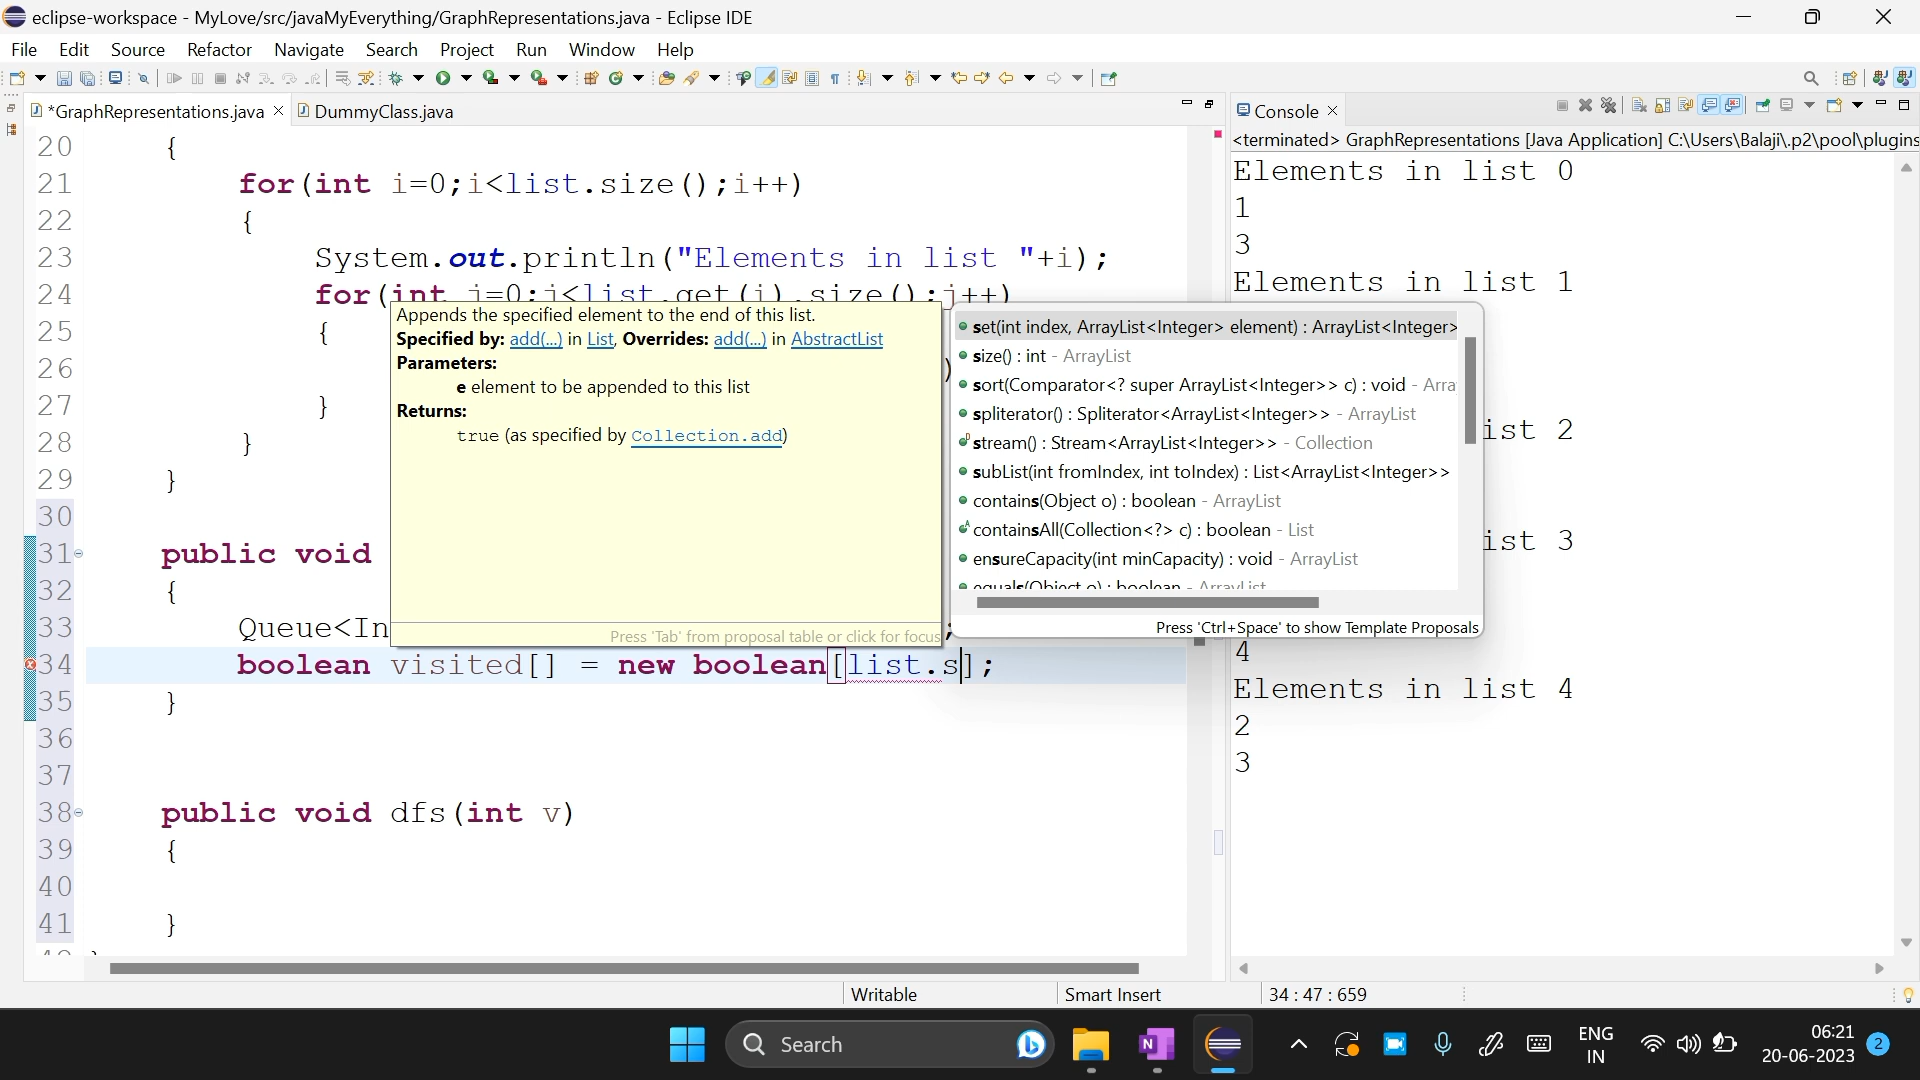 eclipse-workspace - MyLove/src/javaMyEverything/GraphRepresentations.java - Eclipse IDE
File Edit Source Refactor Navigate Search Project Run Window Help
*GraphRepresentations.java DummyClass.java
20 {
21 for(int i=0;i<list.size();i++)
22 {
23 System.out.println("Elements in list "+i);
24 for(int j=0;j<list.get(i).size();j++)
25 {
26 )
27 }
28 }
29 }
30
31 public void
32 {
33 Queue<In ;
34 boolean visited[] = new boolean[list.s];
35 }
36
37
38 public void dfs(int v)
39 {
40
41 }
Appends the specified element to the end of this list.
Specified by: add(...) in List, Overrides: add(...) in AbstractList
Parameters:
e element to be appended to this list
Returns:
true (as specified by Collection.add)
Press 'Tab' from proposal table or click for focus
set(int index, ArrayList<Integer> element) : ArrayList<Integer>
size() : int - ArrayList
sort(Comparator<? super ArrayList<Integer>> c) : void - Arra
spliterator() : Spliterator<ArrayList<Integer>> - ArrayList
stream() : Stream<ArrayList<Integer>> - Collection
subList(int fromIndex, int toIndex) : List<ArrayList<Integer>>
contains(Object o) : boolean - ArrayList
containsAll(Collection<?> c) : boolean - List
ensureCapacity(int minCapacity) : void - ArrayList
equals(Object o) : boolean - ArrayList
Press 'Ctrl+Space' to show Template Proposals
Console
<terminated> GraphRepresentations [Java Application] C:\Users\Balaji\.p2\pool\plugins
Elements in list 0
1
3
Elements in list 1
ist 2
ist 3
4
Elements in list 4
2
3
Writable Smart Insert 34 : 47 : 659
Search
ENG
IN
06:21
20-06-2023
2